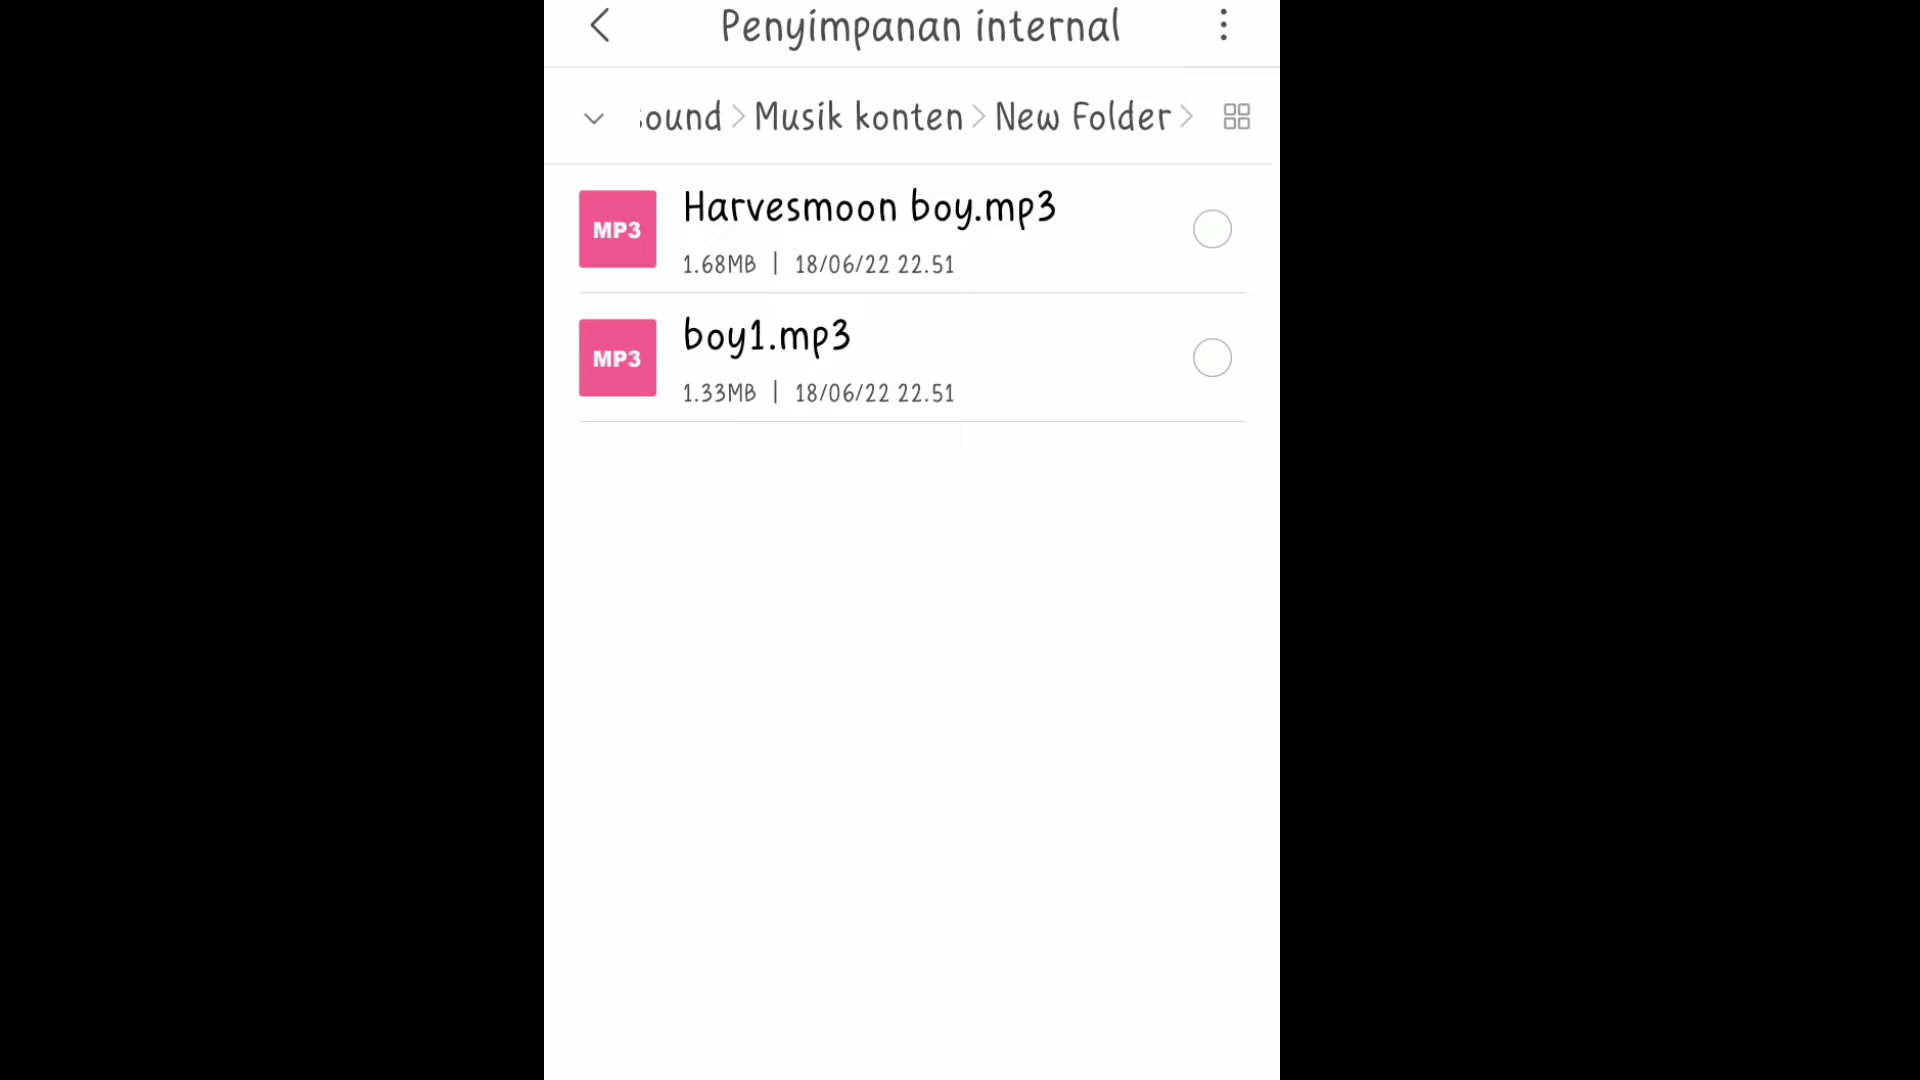 Penyimpanan internal
sound > Musik konten > New Folder >
MP3
Harvesmoon boy.mp3
1.68MB | 18/06/22 22.51
MP3
boy1.mp3
1.33MB | 18/06/22 22.51